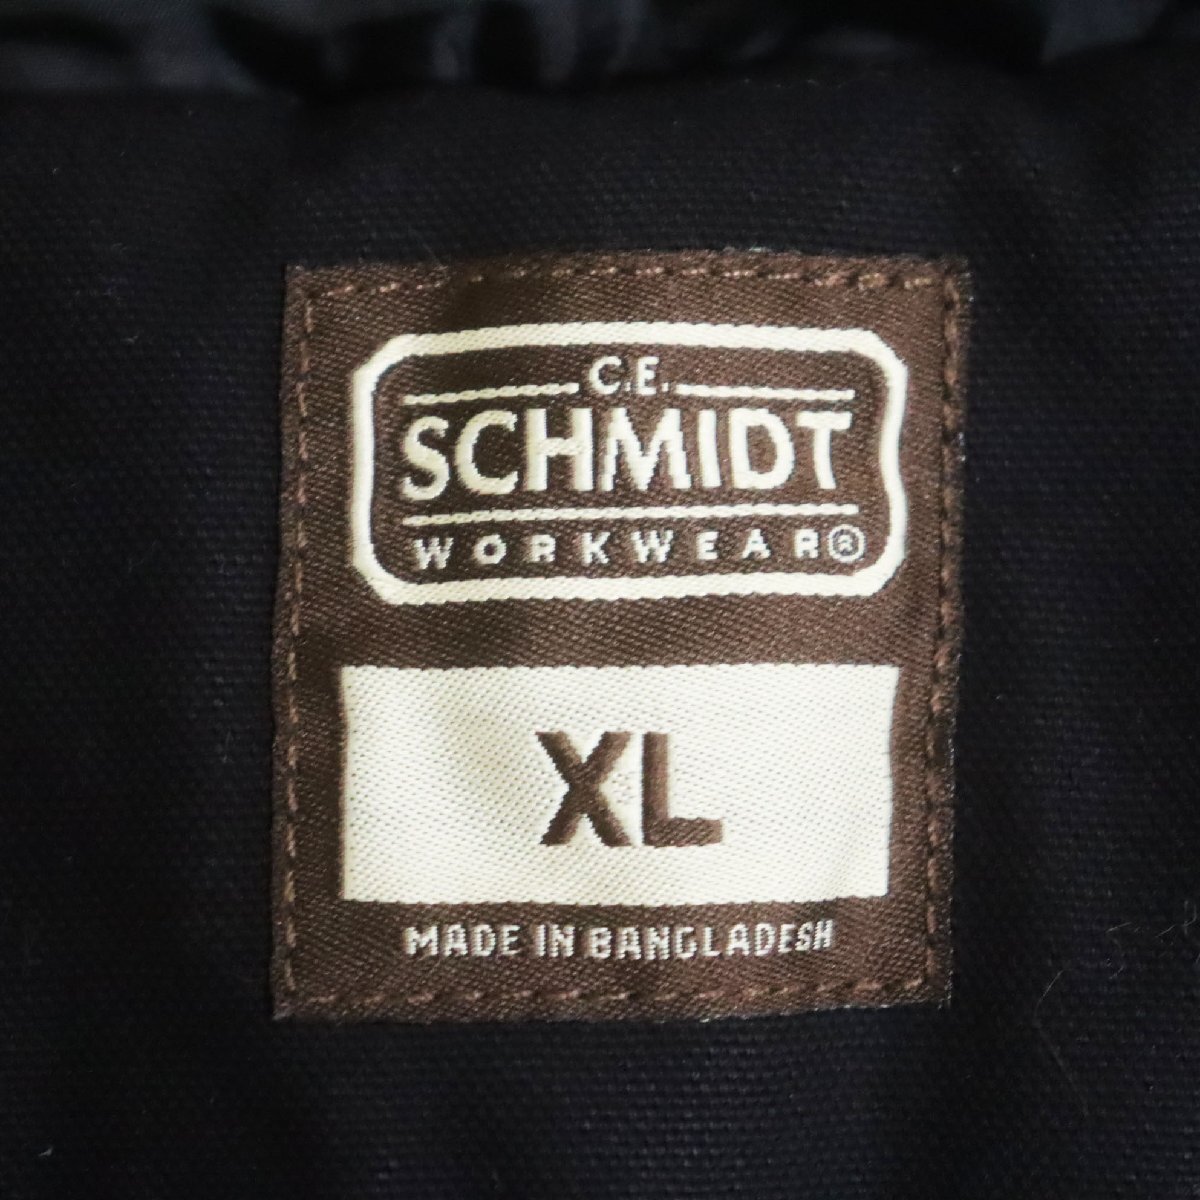 C.E.
SCHMIDT
WORKWEAR®
XL
MADE IN BANGLADESH